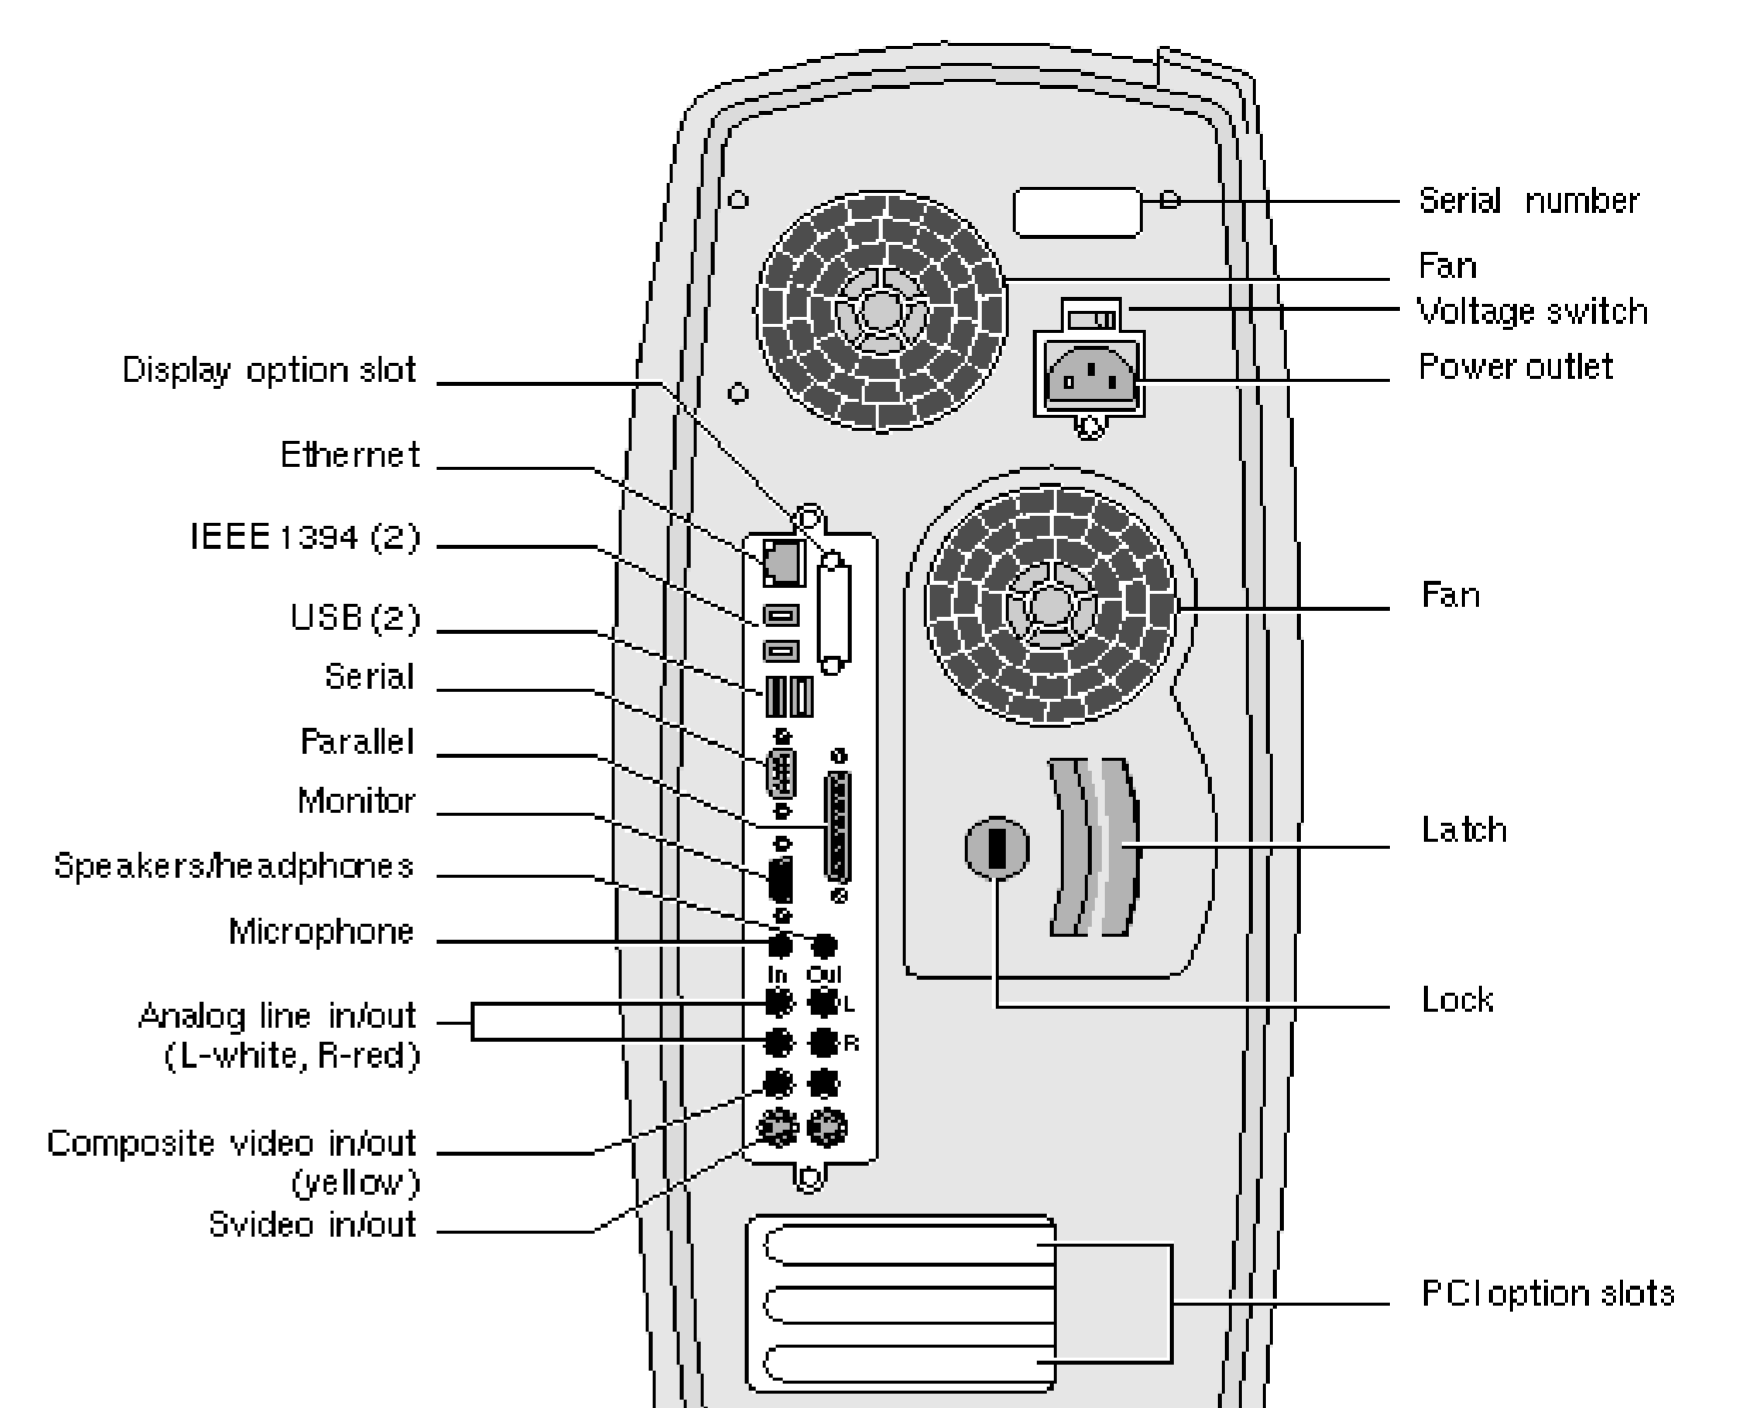 Serial number
Fan
Voltage switch
Display option slot
Power outlet
Ethernet
IEEE 1394 (2)
Fan
USB (2)
Serial
Parallel
Monitor
Latch
Speakers/headphones
Microphone
In Out
L
Lock
Analog line in/out
(L-white, R-red)
R
Composite video in/out
(yellow)
Svideo in/out
PCI option slots